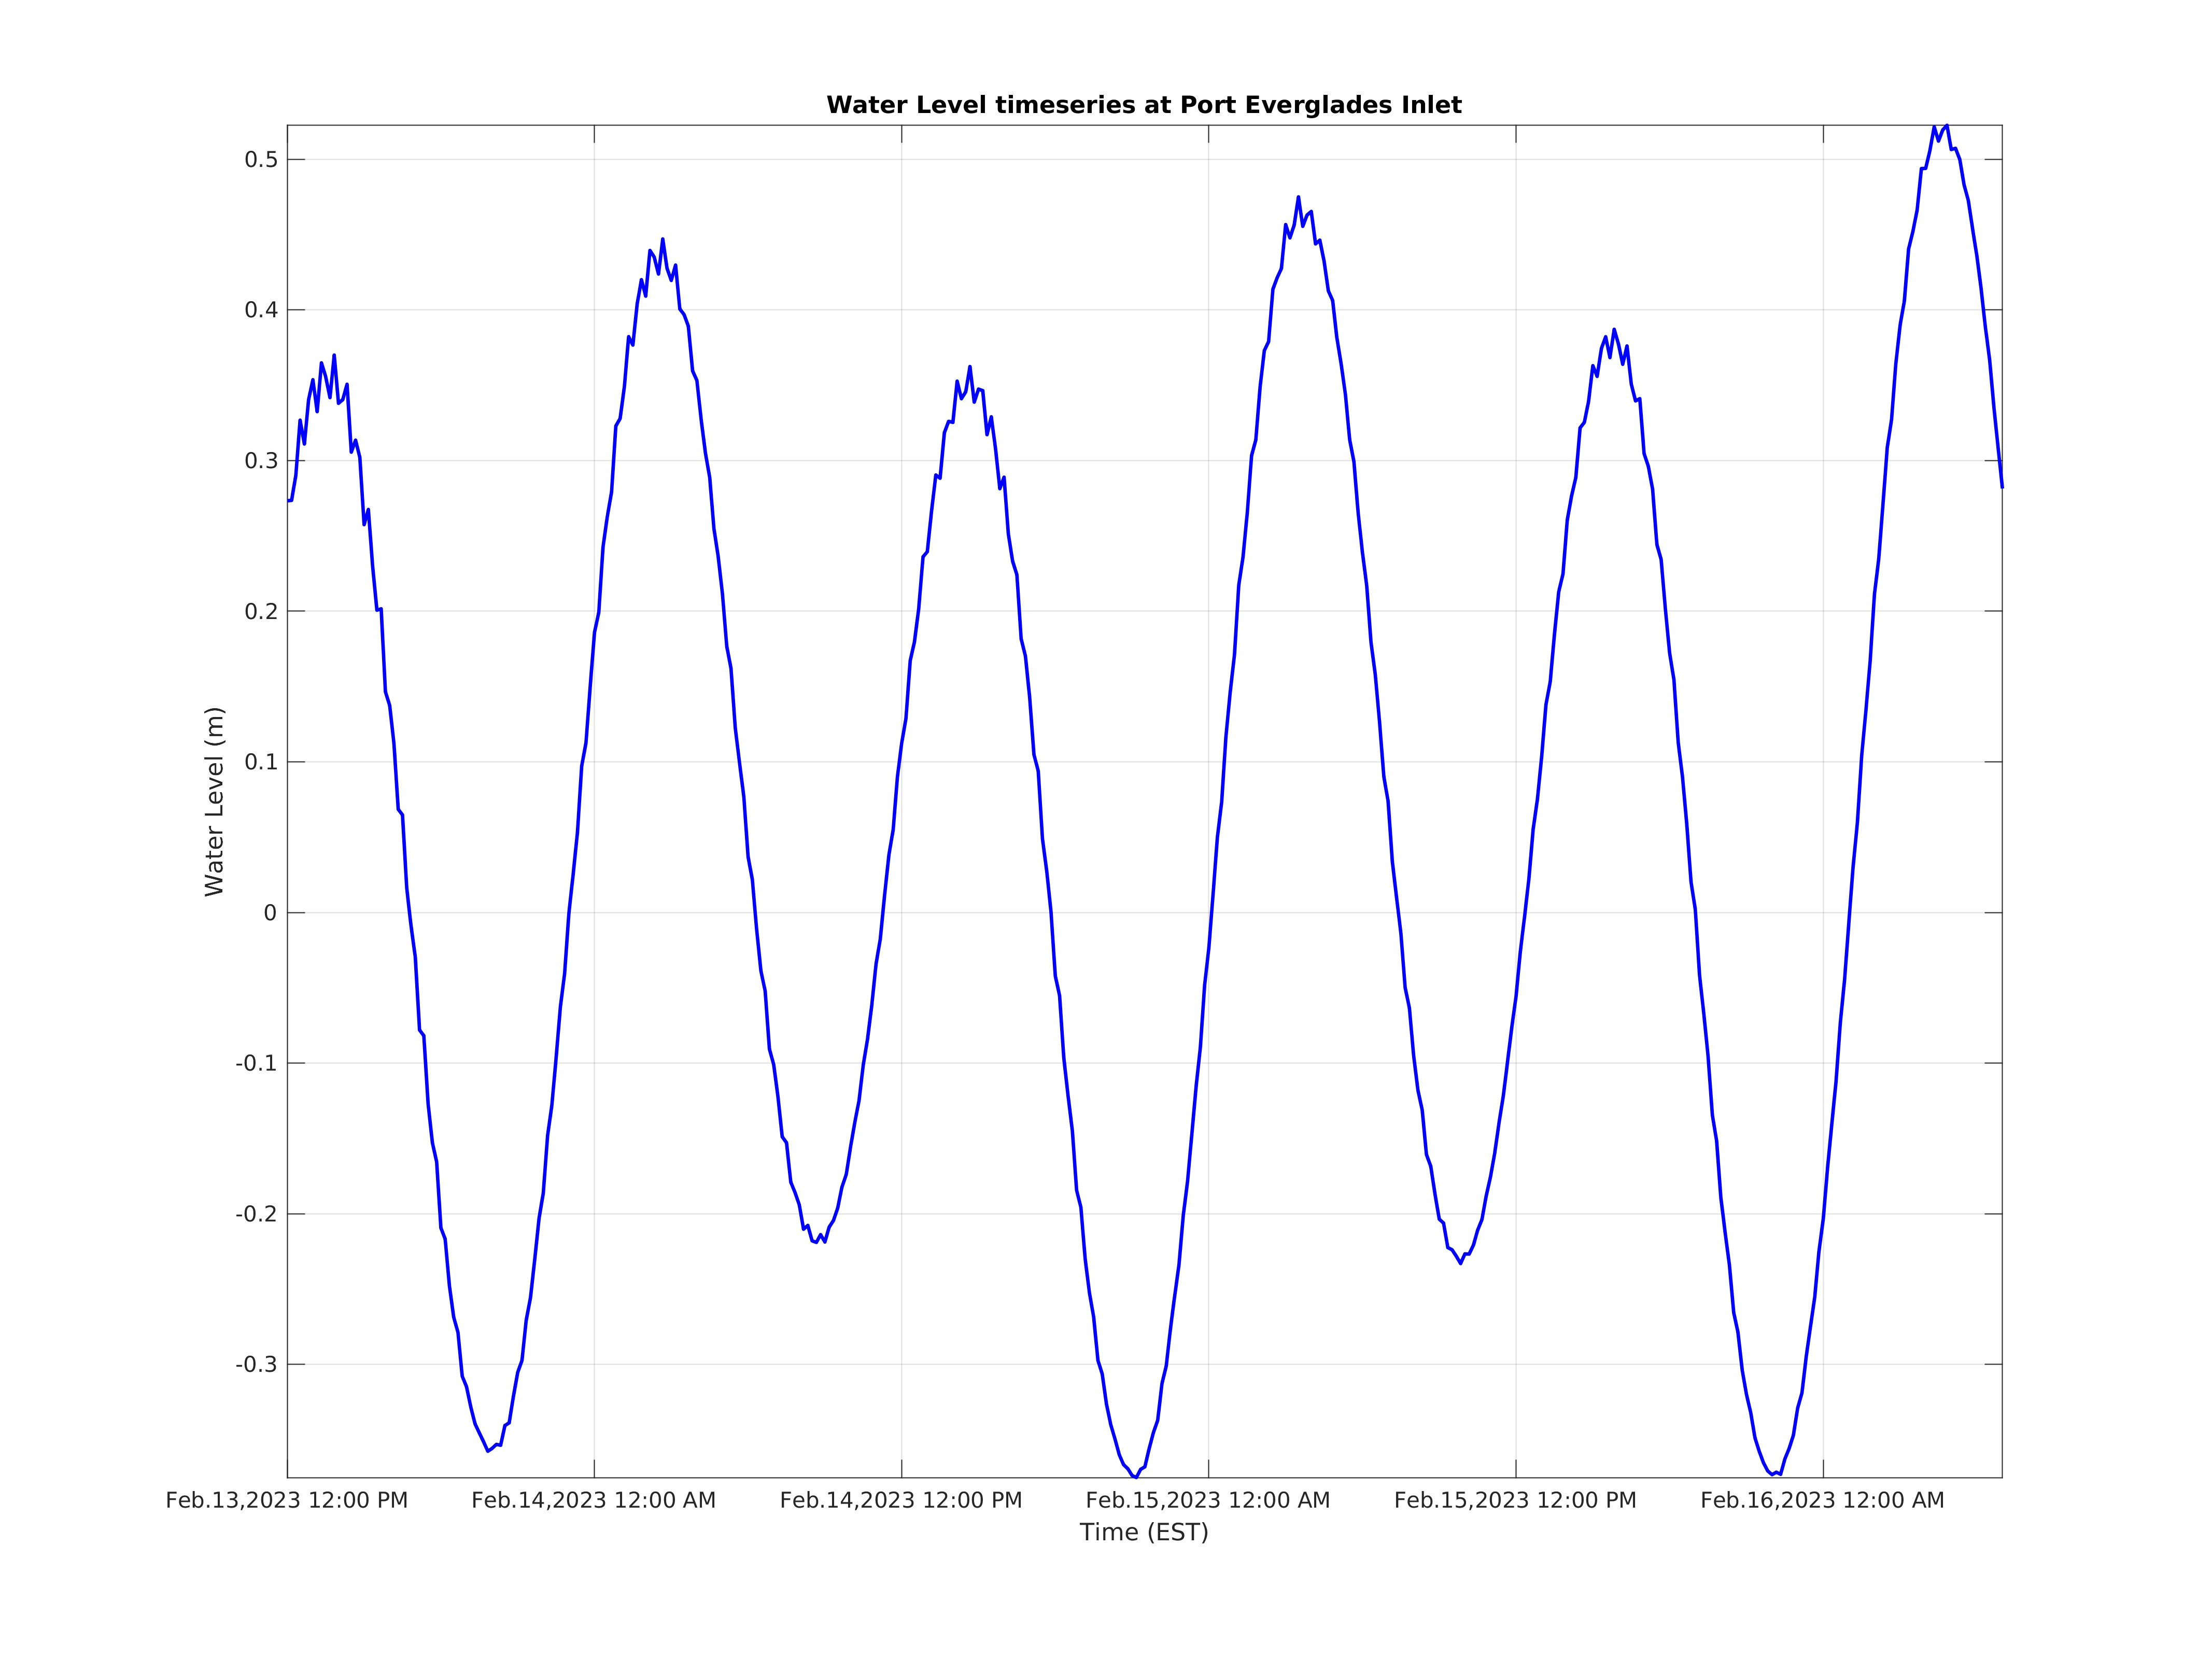 Water Level timeseries at Port Everglades Inlet
0.5
0.4
0.3
0.2
0.1
0
-0.1
-0.2
-0.3
Water Level (m)
Feb.13,2023 12:00 PM Feb.14,2023 12:00 AM Feb.14,2023 12:00 PM Feb.15,2023 12:00 AM Feb.15,2023 12:00 PM Feb.16,2023 12:00 AM
Time (EST)